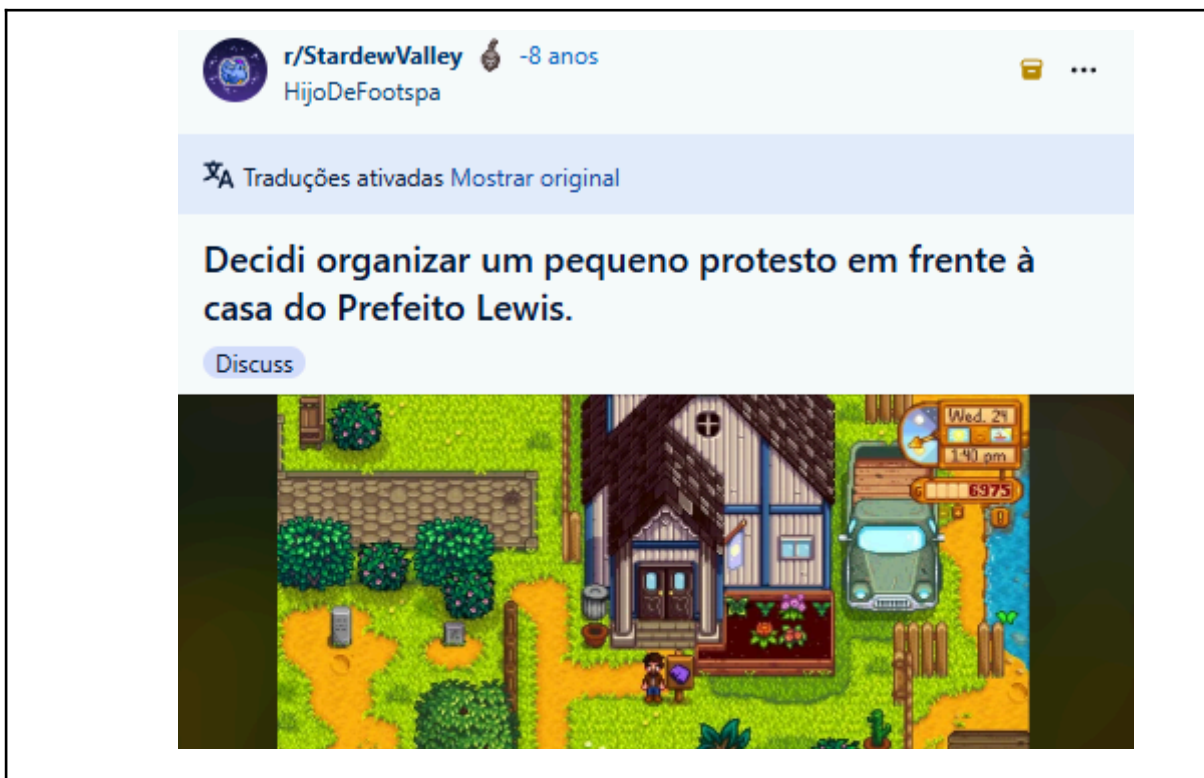 r/StardewValley -8 anos
HijoDeFootspa
Traduções ativadas Mostrar original
Decidi organizar um pequeno protesto em frente à
casa do Prefeito Lewis.
Discuss
Wed. 24
1:40 pm
G 6975